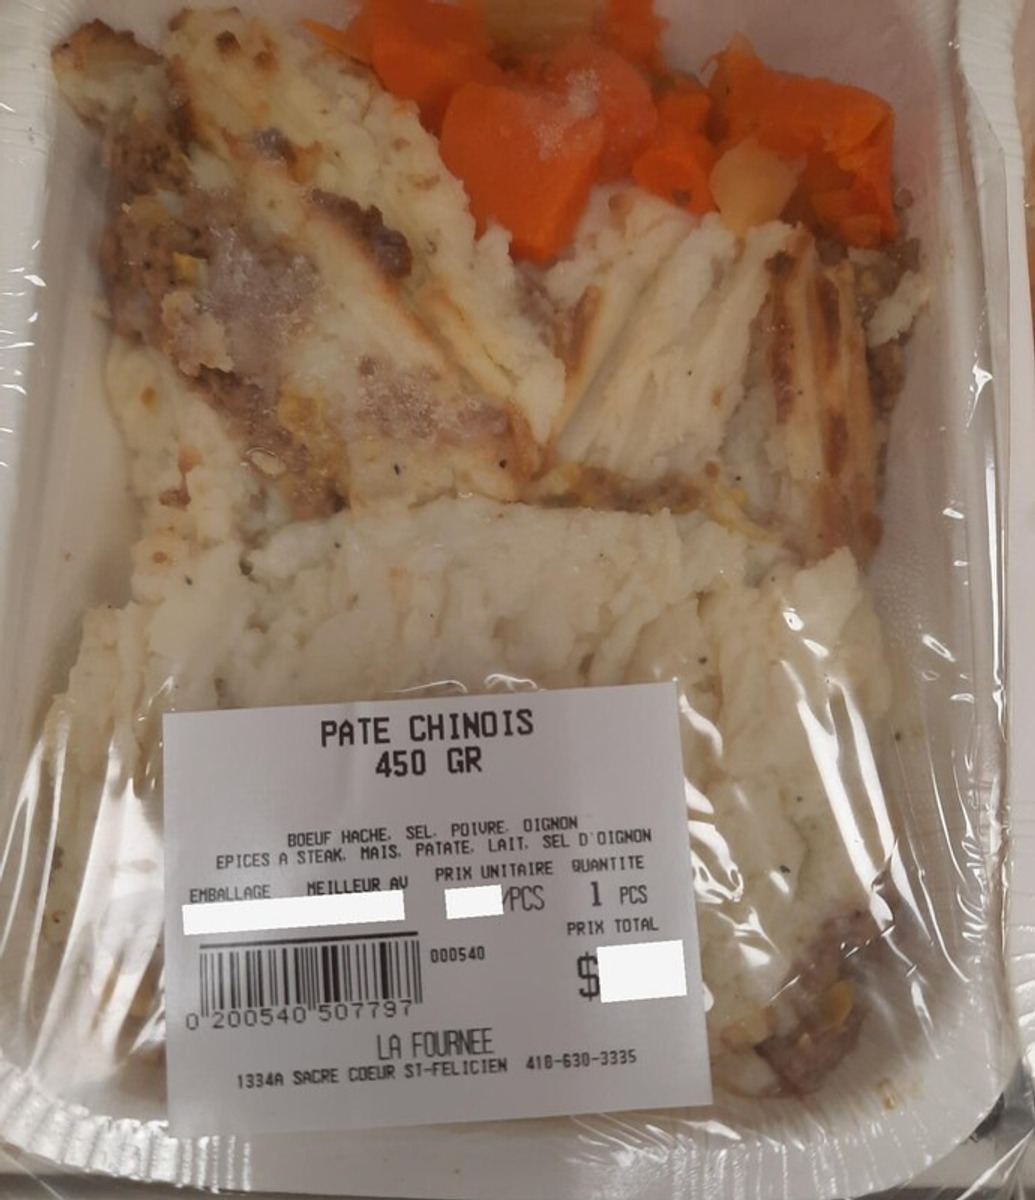 PATE CHINOIS
450 GR
BOEUF HACHE, SEL, POIVRE, OIGNON
EPICES A STEAK, MAIS, PATATE, LAIT, SEL D'OIGNON
EMBALLAGE MEILLEUR AU PRIX UNITAIRE QUANTITE
/PCS 1 PCS
PRIX TOTAL
000540
$
0 200540 507797
LA FOURNEE
1334A SACRE COEUR ST-FELICIEN 418-630-3335